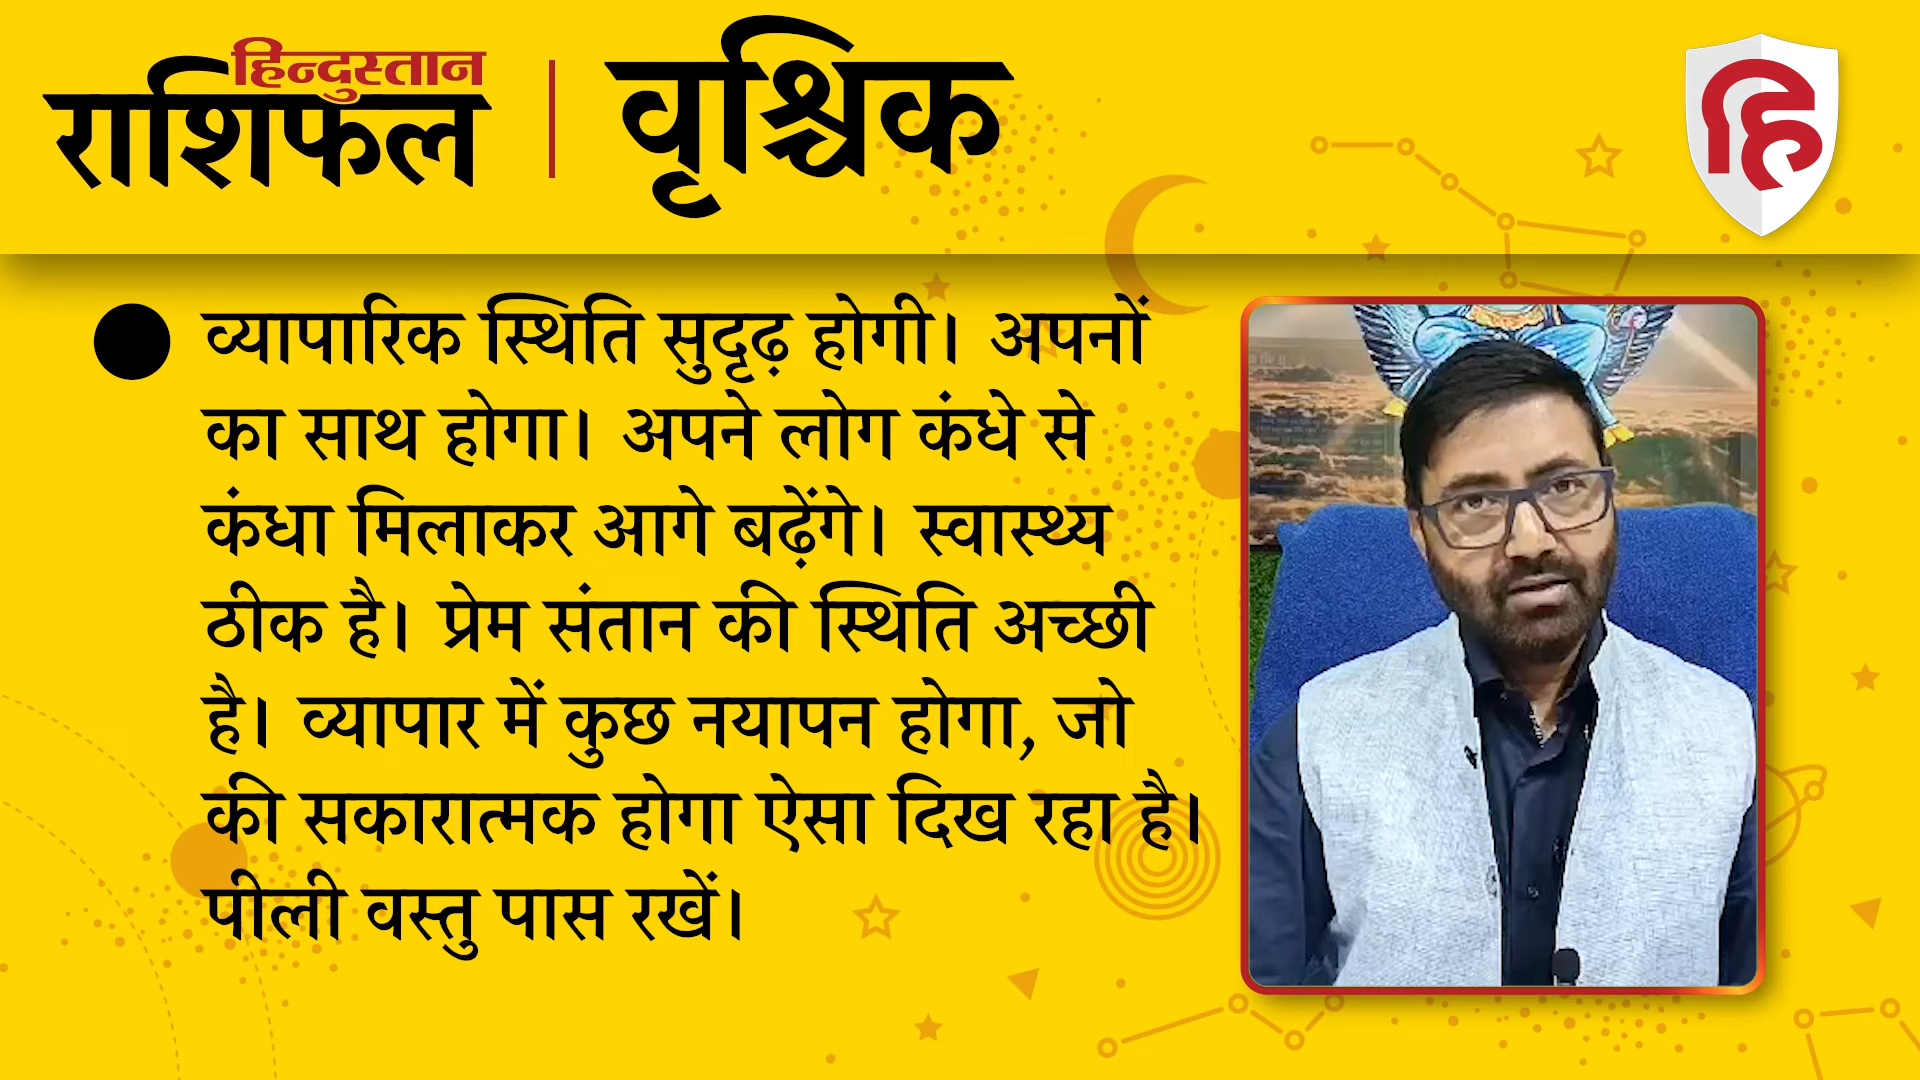 हिन्दुस्तान
राशिफल
वृश्चिक
हि
व्यापारिक स्थिति सुदृढ़ होगी। अपनों
का साथ होगा। अपने लोग कंधे से
कंधा मिलाकर आगे बढ़ेंगे। स्वास्थ्य
ठीक है। प्रेम संतान की स्थिति अच्छी
है। व्यापार में कुछ नयापन होगा, जो
की सकारात्मक होगा ऐसा दिख रहा है।
पीली वस्तु पास रखें।